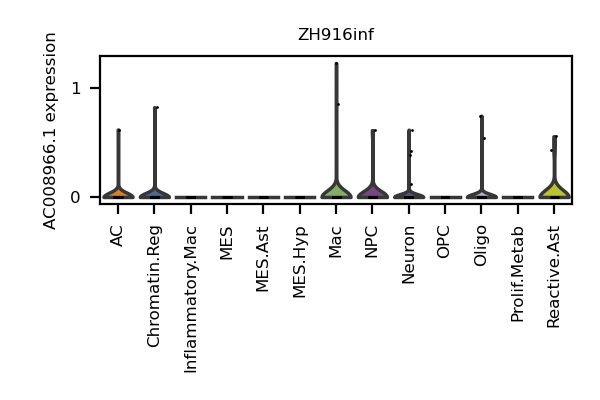 ZH916inf
AC008966.1 expression
1
0
AC
Chromatin.Reg
Inflammatory.Mac
MES
MES.Ast
MES.Hyp
Mac
NPC
Neuron
OPC
Oligo
Prolif.Metab
Reactive.Ast